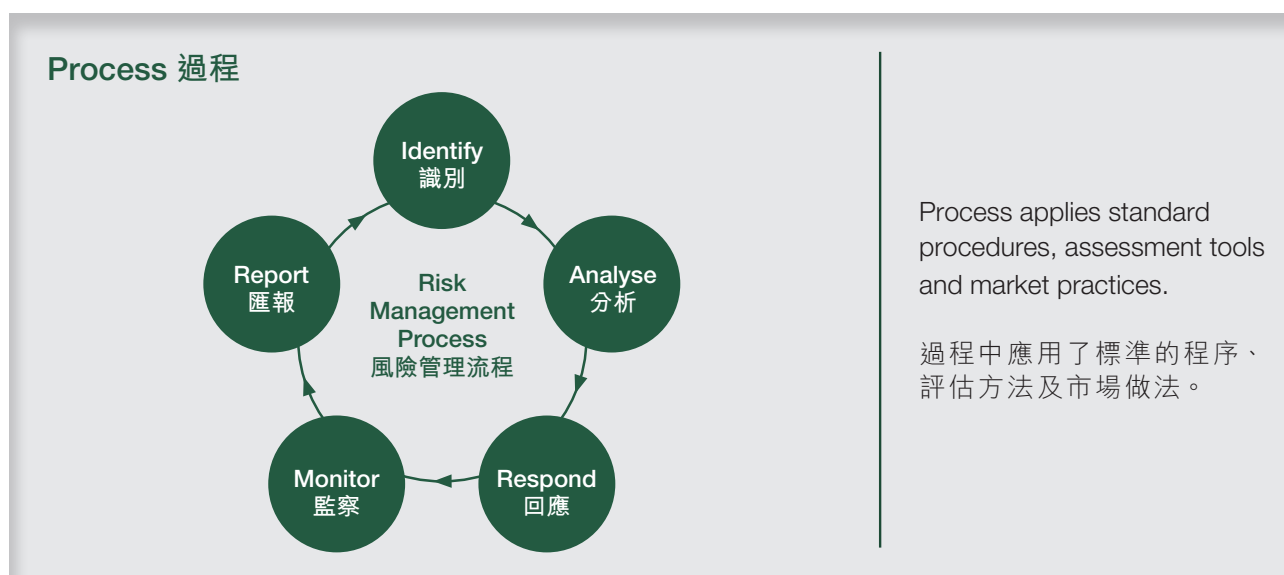 Process 過程
Identify
識別
Analyse
分析
Respond
回應
Monitor
監察
Report
匯報
Risk
Management
Process
風險管理流程
Process applies standard
procedures, assessment tools
and market practices.
過程中應用了標準的程序、
評估方法及市場做法。